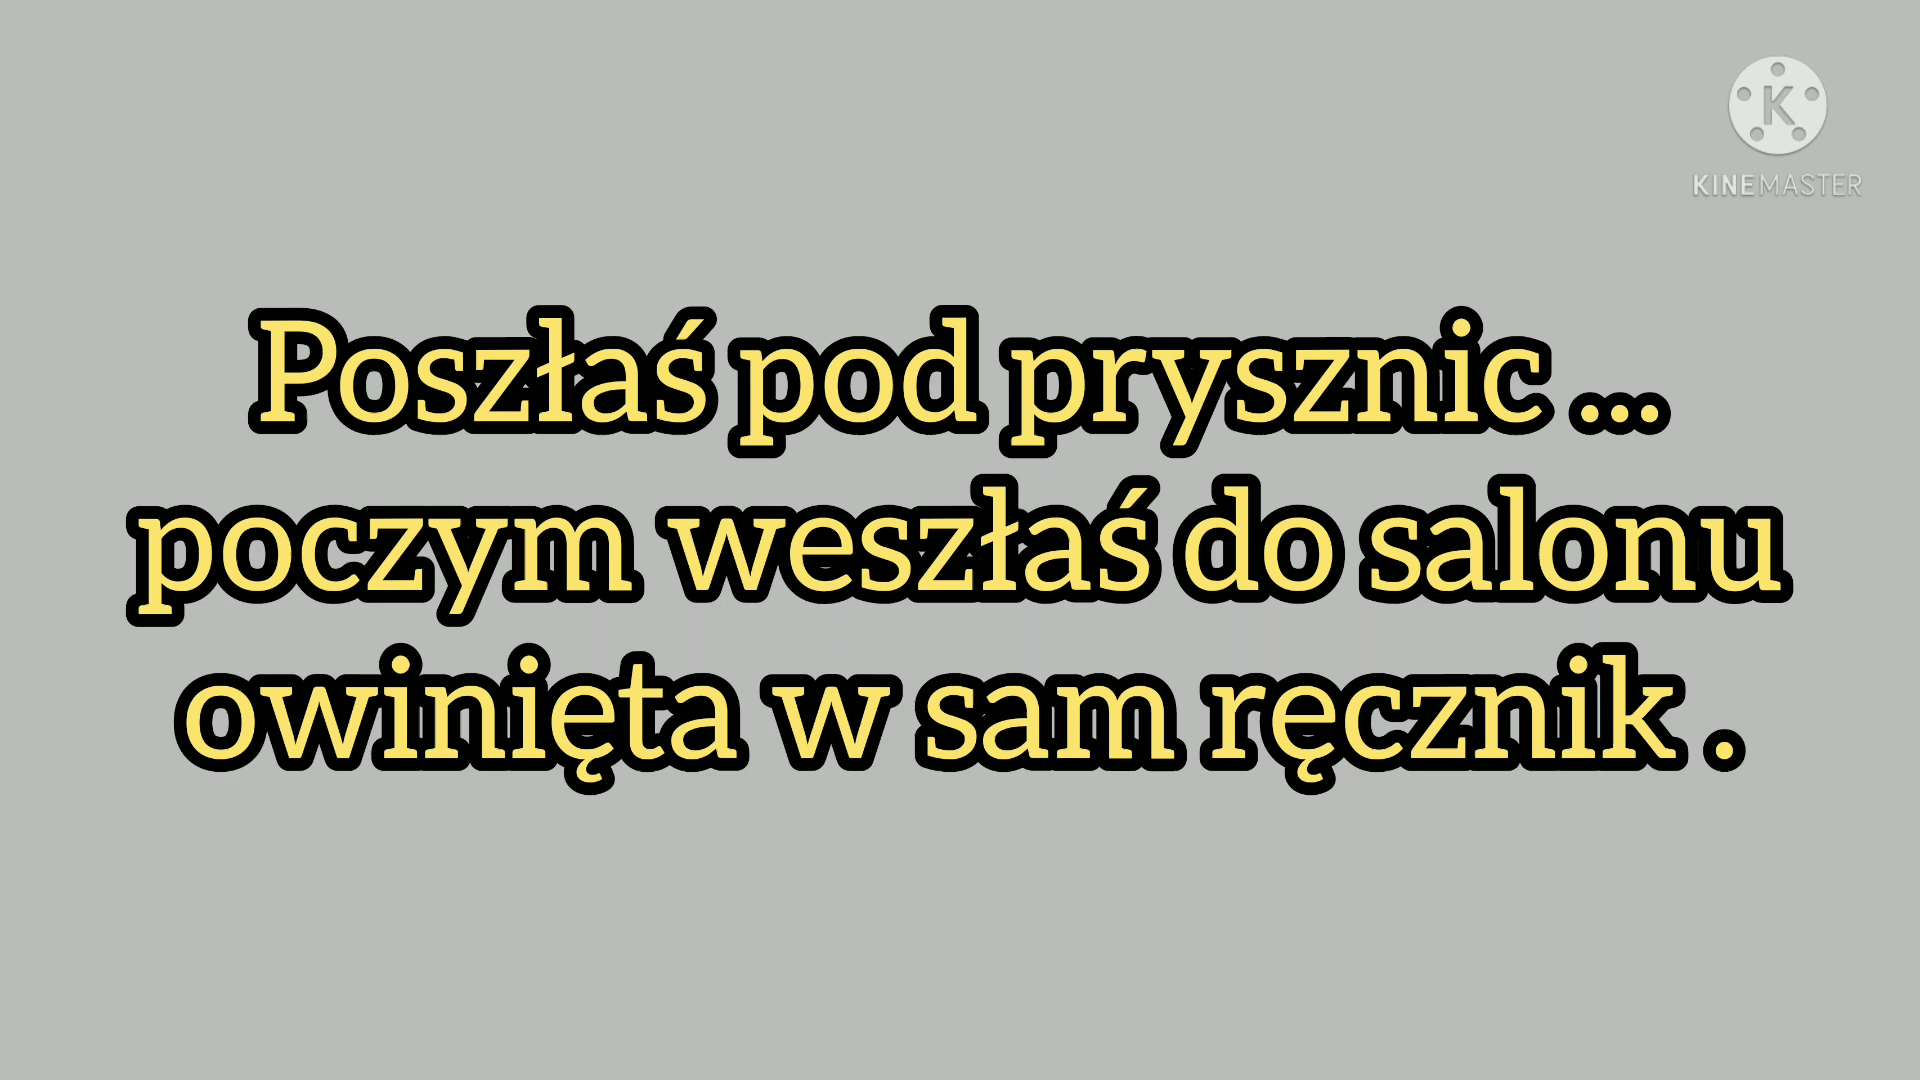 KINEMASTER
Poszłaś pod prysznic ...
poczym weszłaś do salonu
owinięta w sam ręcznik .